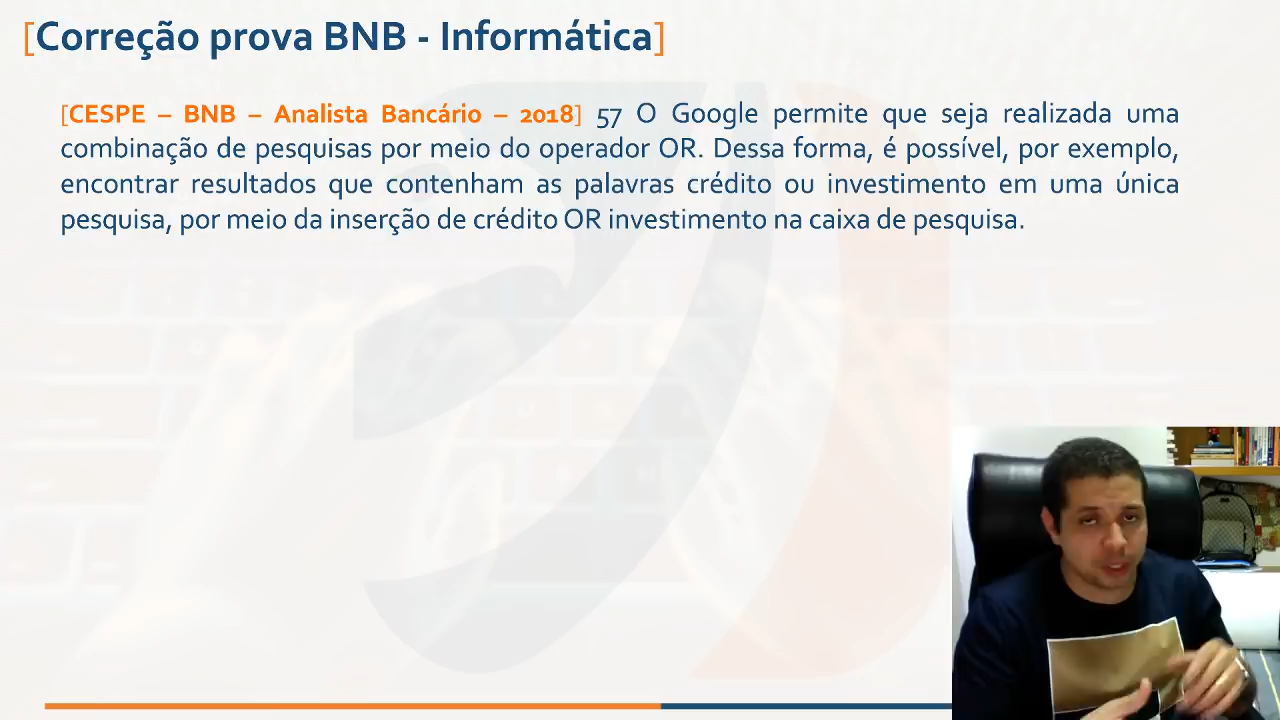 [Correção prova BNB - Informática]
[CESPE – BNB – Analista Bancário – 2018] 57 O Google permite que seja realizada uma
combinação de pesquisas por meio do operador OR. Dessa forma, é possível, por exemplo,
encontrar resultados que contenham as palavras crédito ou investimento em uma única
pesquisa, por meio da inserção de crédito OR investimento na caixa de pesquisa.